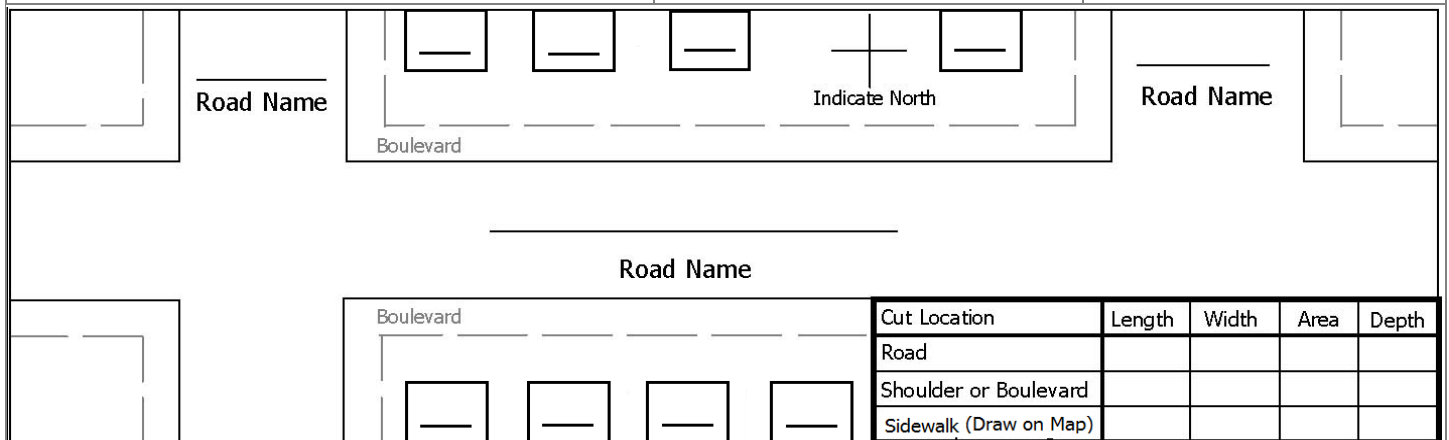 Road Name
Indicate North
Road Name
Boulevard
Road Name
Boulevard
Cut Location Length Width Area Depth
Road
Shoulder or Boulevard
Sidewalk (Draw on Map)